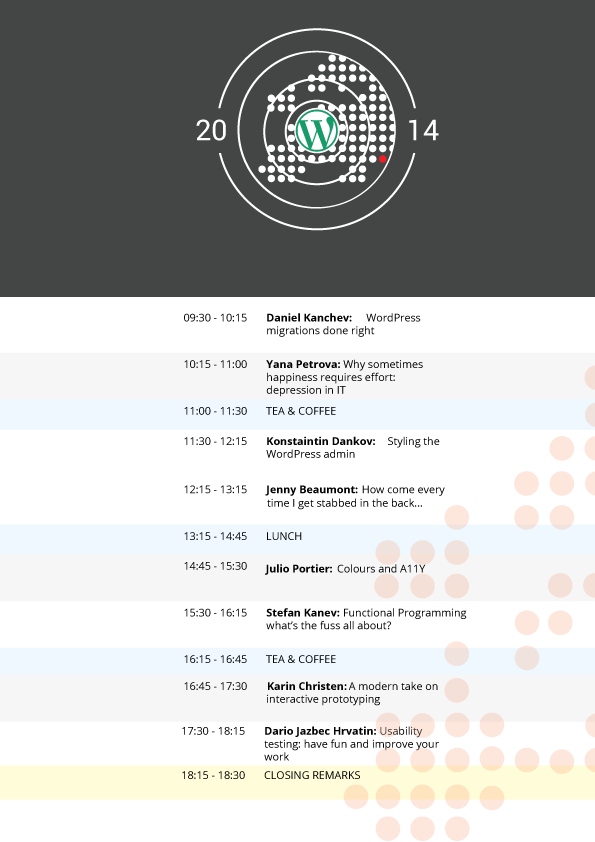 20 W 14
09:30 - 10:15 Daniel Kanchev: WordPress
migrations done right
10:15 - 11:00 Yana Petrova: Why sometimes
happiness requires effort:
depression in IT
11:00 - 11:30 TEA & COFFEE
11:30 - 12:15 Konstaintin Dankov: Styling the
WordPress admin
12:15 - 13:15 Jenny Beaumont: How come every
time I get stabbed in the back...
13:15 - 14:45 LUNCH
14:45 - 15:30 Julio Portier: Colours and A11Y
15:30 - 16:15 Stefan Kanev: Functional Programming
what's the fuss all about?
16:15 - 16:45 TEA & COFFEE
16:45 - 17:30 Karin Christen: A modern take on
interactive prototyping
17:30 - 18:15 Dario Jazbec Hrvatin: Usability
testing: have fun and improve your
work
18:15 - 18:30 CLOSING REMARKS